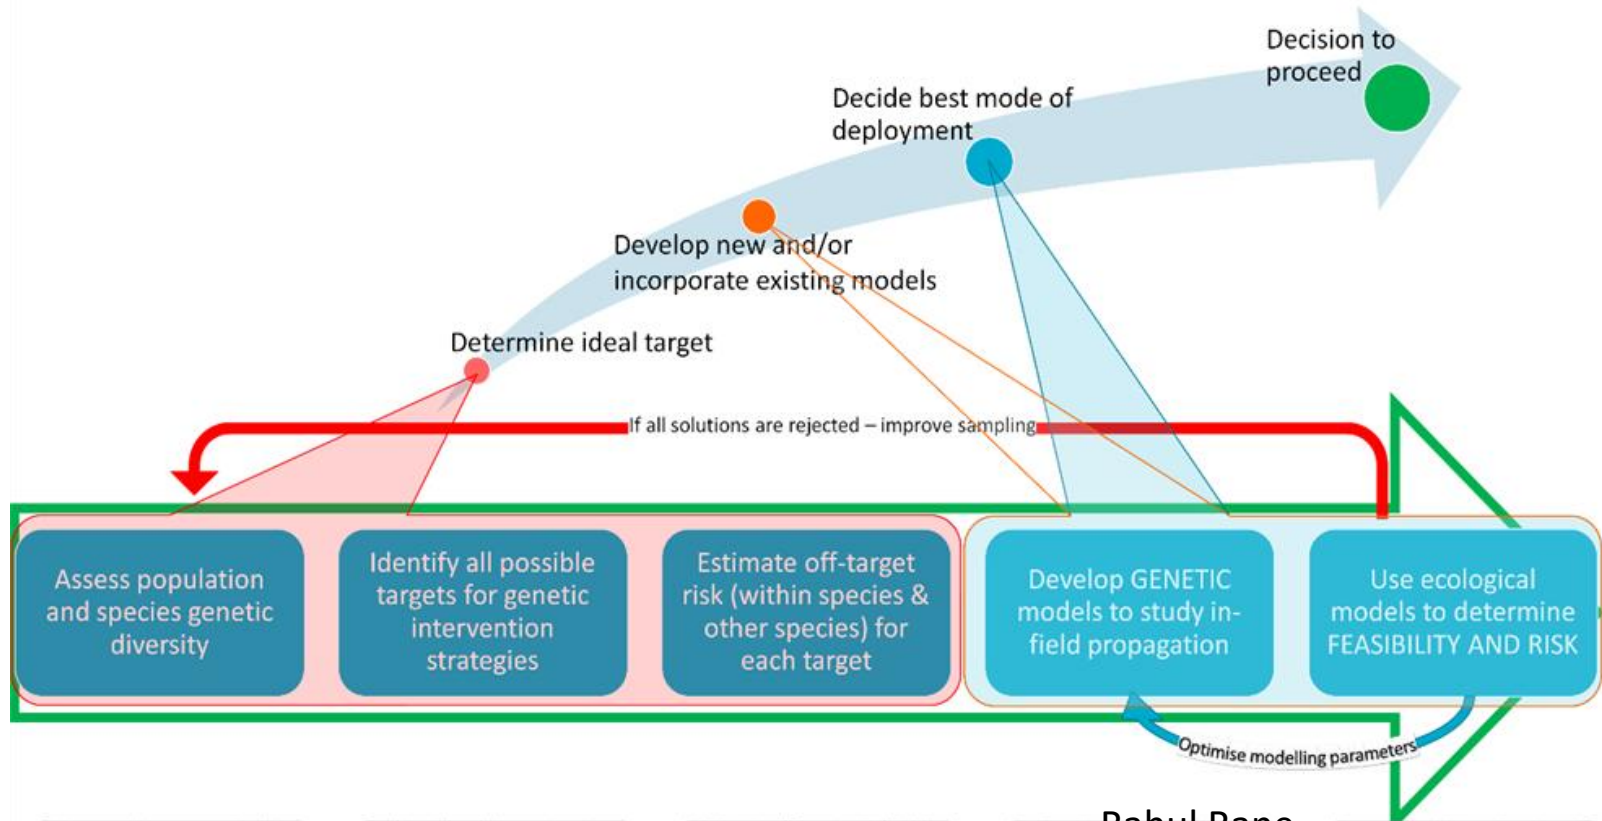 Decision to
proceed
Decide best mode of
deployment
Develop new and/or
incorporate existing models
Determine ideal target
If all solutions are rejected – improve sampling
Assess population
and species genetic
diversity
Identify all possible
targets for genetic
intervention
strategies
Estimate off-target
risk (within species &
other species) for
each target
Develop GENETIC
models to study in-
field propagation
Use ecological
models to determine
FEASIBILITY AND RISK
Optimise modelling parameters
Rahul Rane